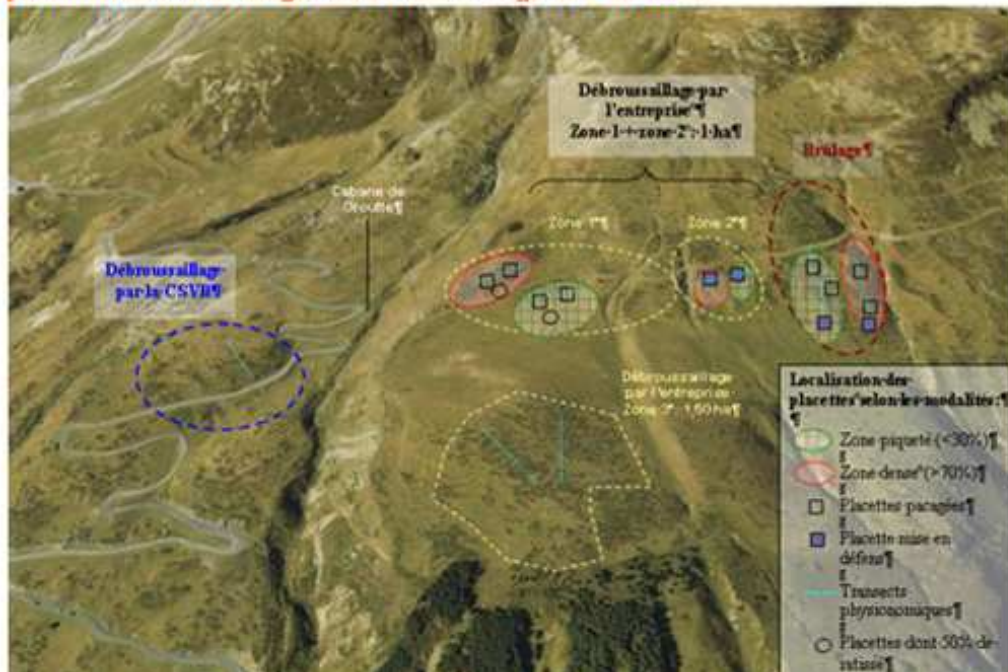 Débroussaillage·par·
l'entreprise¶
Zone·1·+·zone·2°:·1·ha¶
Brûlage¶
Cabane de
Grouffe¶
Zone 1°¶
Zone 2°¶
Débroussaillage·
par·la·CSVB¶
Débroussaillage
par l'entreprise·
Zone 3°·1,50 ha¶
Localisation·des·
placettes°selon·les·modalités:¶
¶
Zone·piqueté·(<30%)¶
¶
Zone·dense°(>70%)¶
¶
Placettes·pacagées¶
¶
Placette·mise·en·
défens¶
¶
Transects·
physionomiques¶
¶
Placettes·dont·50%·de·
ratissé¶